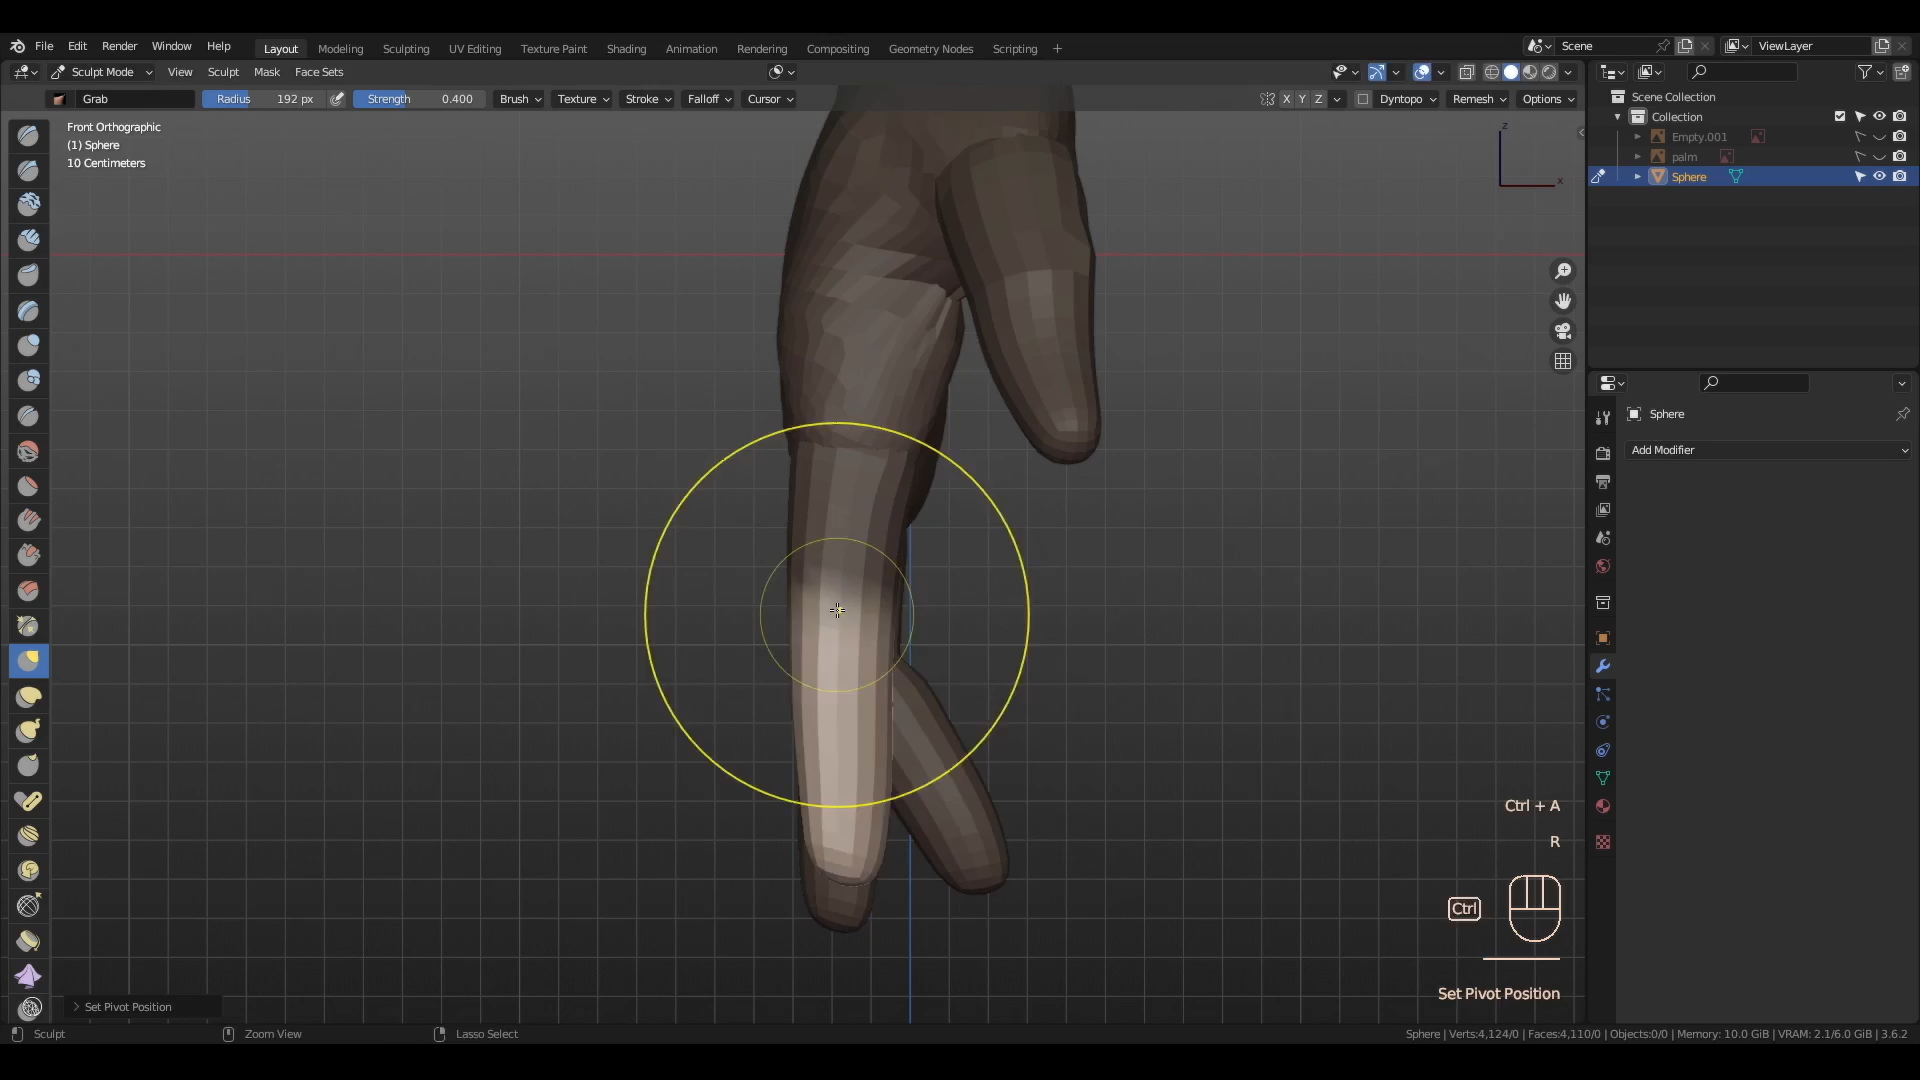 File Edit Render Window Help Layout Modeling Sculpting UV Editing Texture Paint Shading Animation Rendering Compositing Geometry Nodes Scripting + Scene ViewLayer
Sculpt Mode View Sculpt Mask Face Sets
Grab Radius 192 px Strength 0.400 Brush Texture Stroke Falloff Cursor X Y Z Dyntopo Remesh Options
Front Orthographic
(1) Sphere
10 Centimeters
Z
X
Scene Collection
Collection
Empty.001
palm
Sphere
Sphere
Add Modifier
Ctrl + A
R
Ctrl
Set Pivot Position
Set Pivot Position
Sculpt Zoom View Lasso Select Sphere | Verts:4,124/0 | Faces:4,110/0 | Objects:0/0 | Memory: 10.0 GiB | VRAM: 2.1/6.0 GiB | 3.6.2